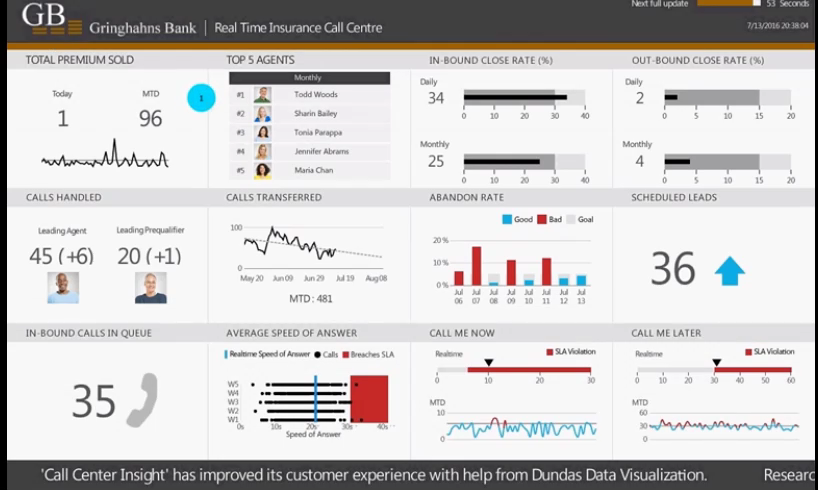 GB Gringhahns Bank | Real Time Insurance Call Centre
Next full update 53 Seconds
7/13/2016 20:38:04
TOTAL PREMIUM SOLD
Today MTD
1 96
1
TOP 5 AGENTS
Monthly
#1 Todd Woods
#2 Sharin Bailey
#3 Tonia Parappa
#4 Jennifer Abrams
#5 Maria Chan
IN-BOUND CLOSE RATE (%)
Daily
34
0 10 20 30 40
Monthly
25
0 10 20 30 40
OUT-BOUND CLOSE RATE (%)
Daily
2
0 5 10 15 20
Monthly
4
0 5 10 15 20
CALLS HANDLED
Leading Agent Leading Prequalifier
45 (+6) 20 (+1)
CALLS TRANSFERRED
100
0
May 20 Jun 09 Jun 29 Jul 19 Aug 08
MTD : 481
ABANDON RATE
Good Bad Goal
20 %
10 %
0 %
Jul Jul Jul Jul Jul Jul Jul Jul
06 07 08 09 10 11 12 13
SCHEDULED LEADS
36
IN-BOUND CALLS IN QUEUE
35
AVERAGE SPEED OF ANSWER
Realtime Speed of Answer Calls Breaches SLA
W5
W4
W3
W2
W1
0s 10s 20s 30s 40s
Speed of Answer
CALL ME NOW
Realtime SLA Violation
0 10 20 30
MTD
10
0
CALL ME LATER
Realtime SLA Violation
0 10 20 30 40 50 60
MTD
60
30
0
'Call Center Insight' has improved its customer experience with help from Dundas Data Visualization. Researc